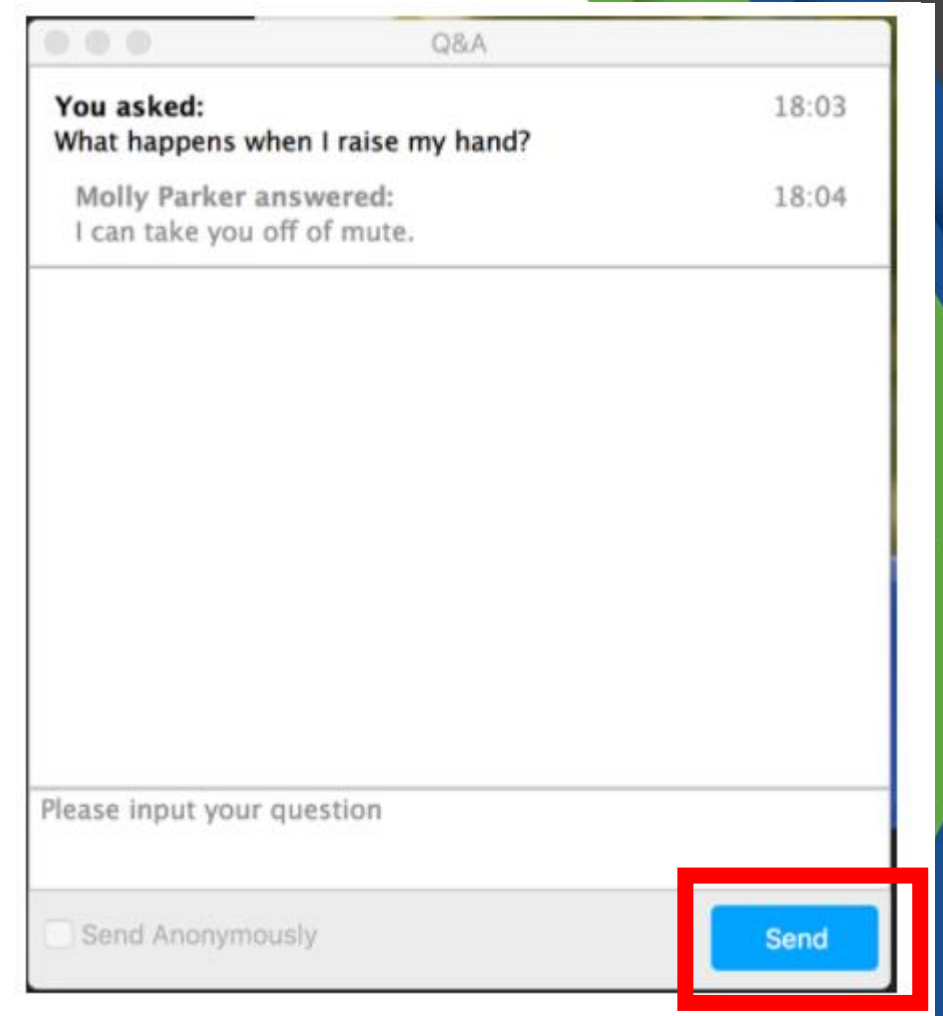 Q&A
You asked: 18:03
What happens when I raise my hand?
Molly Parker answered: 18:04
I can take you off of mute.
Please input your question
Send Anonymously
Send